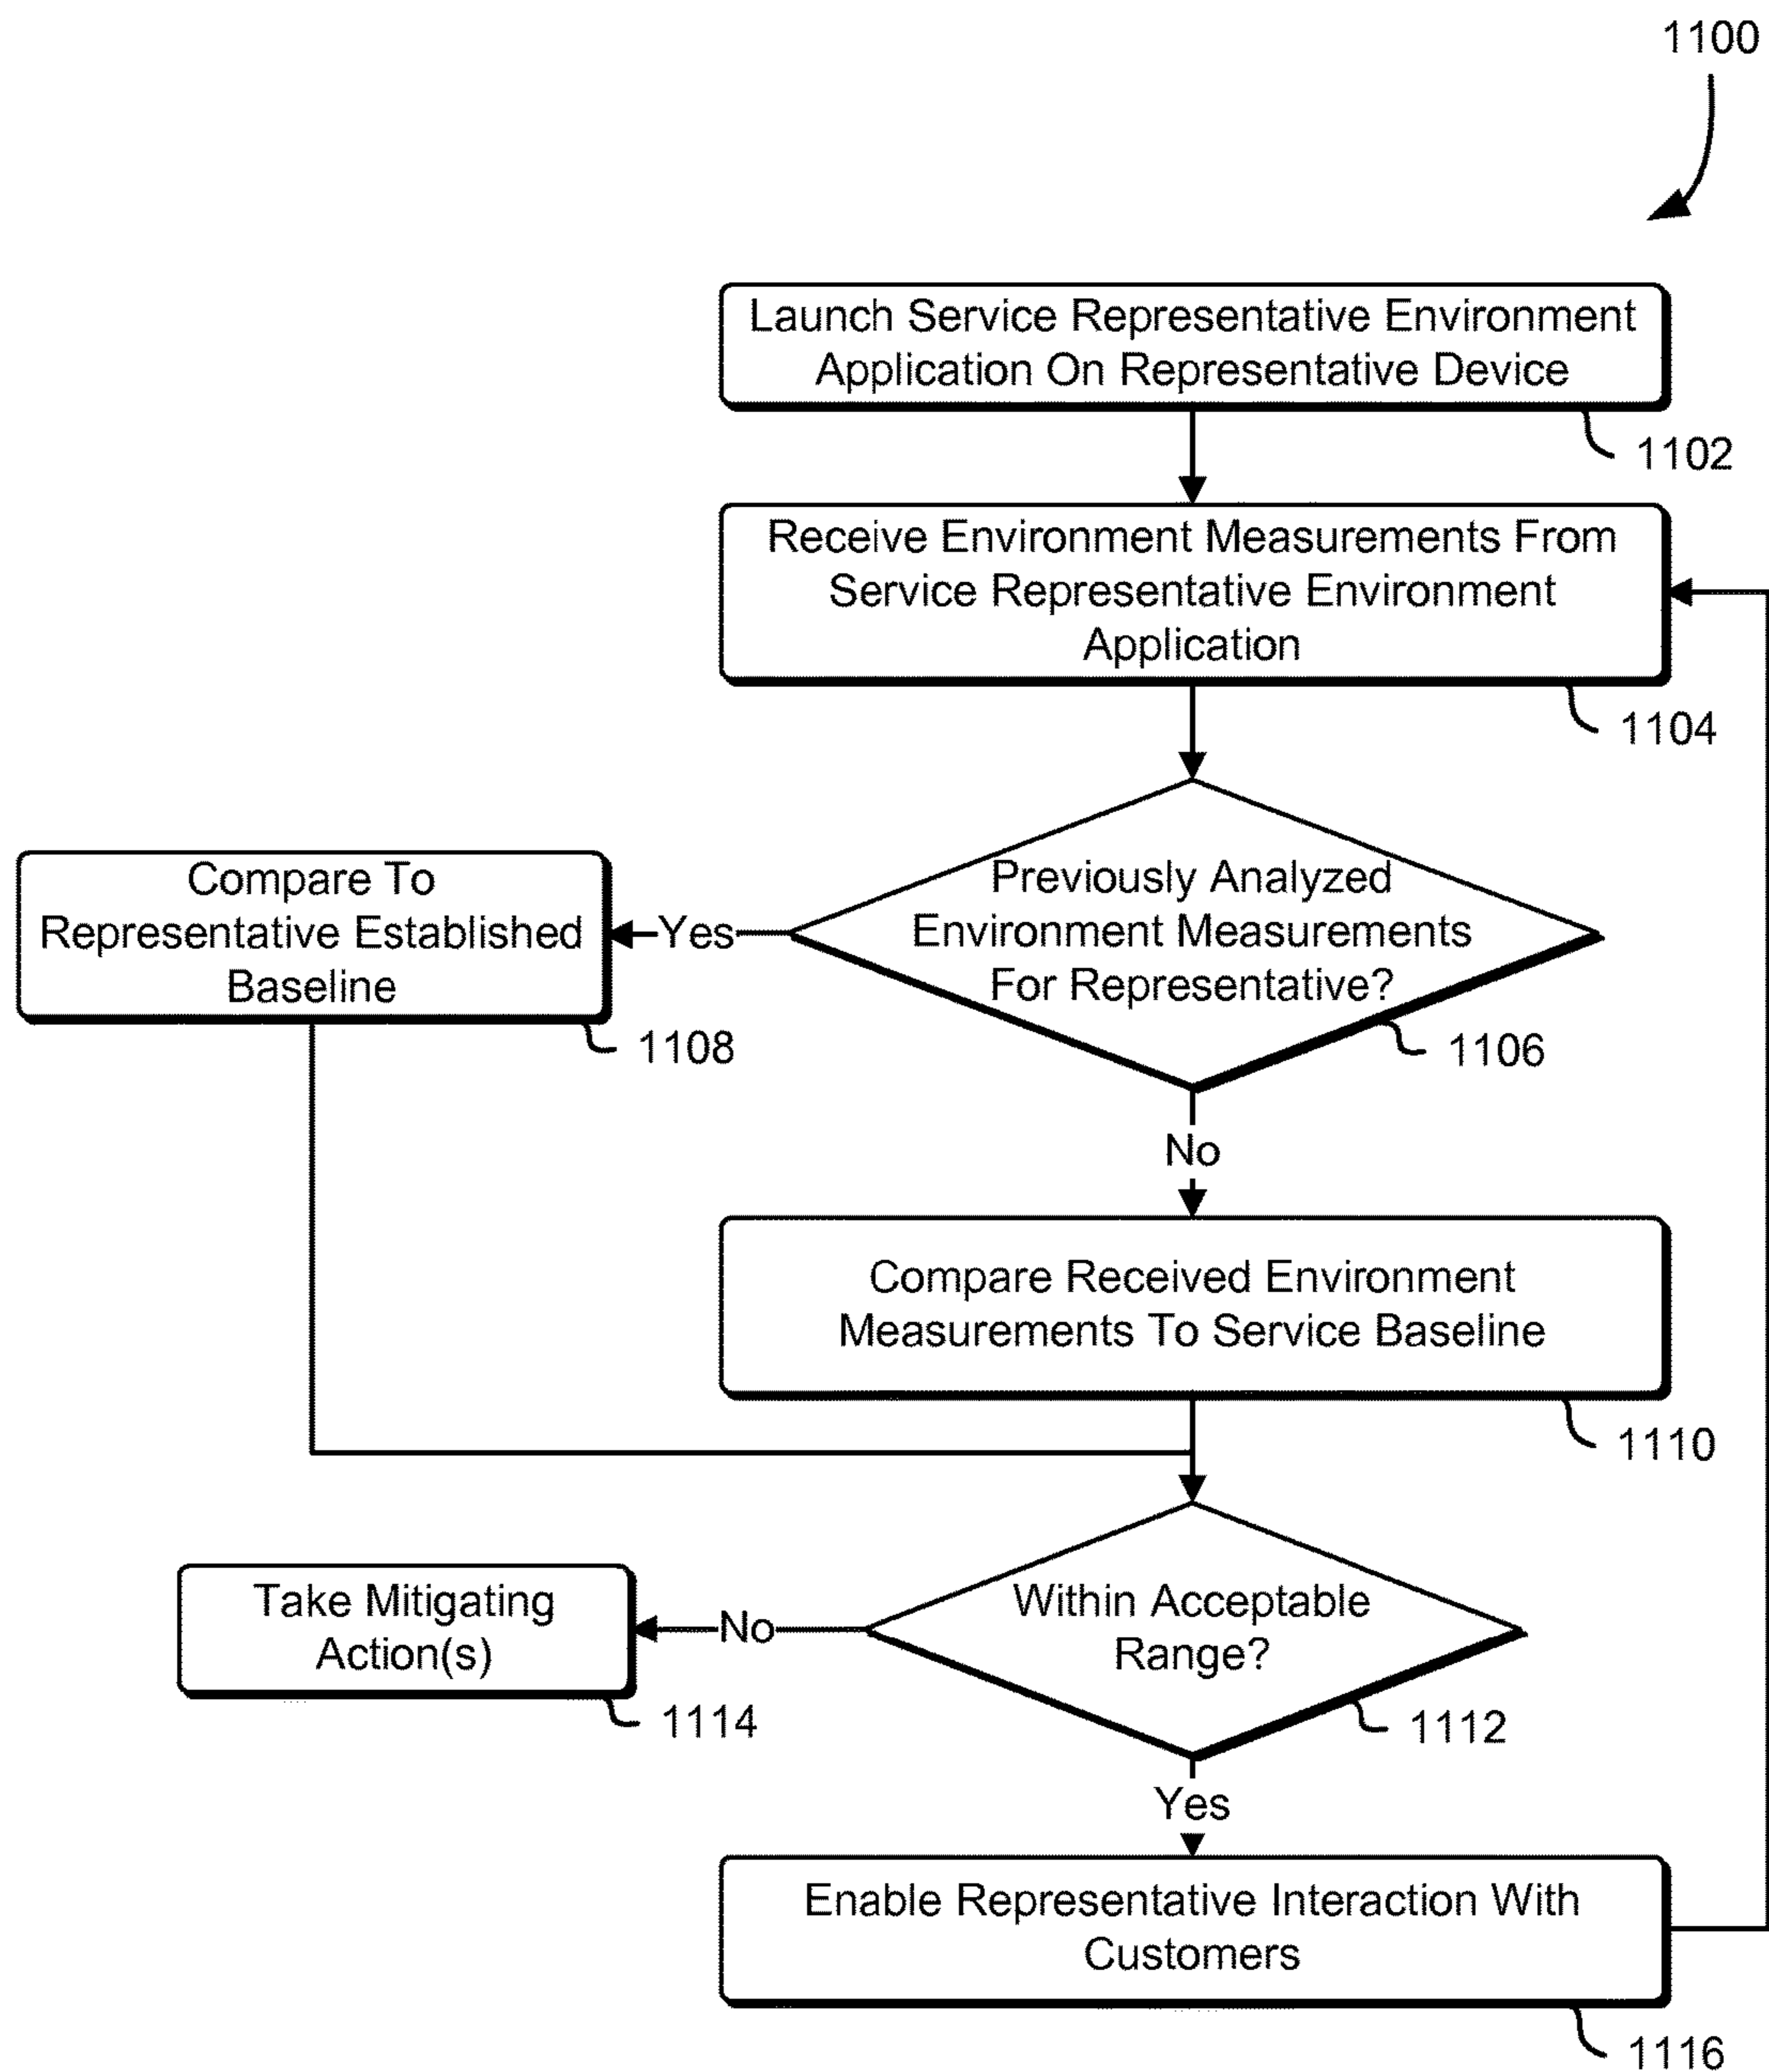 1100
Launch Service Representative Environment
Application On Representative Device
1102
Receive Environment Measurements From
Service Representative Environment
Application
1104
Previously Analyzed
Environment Measurements
For Representative?
1106
Yes
Compare To
Representative Established
Baseline
1108
No
Compare Received Environment
Measurements To Service Baseline
1110
Within Acceptable
Range?
1112
No
Take Mitigating
Action(s)
1114
Yes
Enable Representative Interaction With
Customers
1116